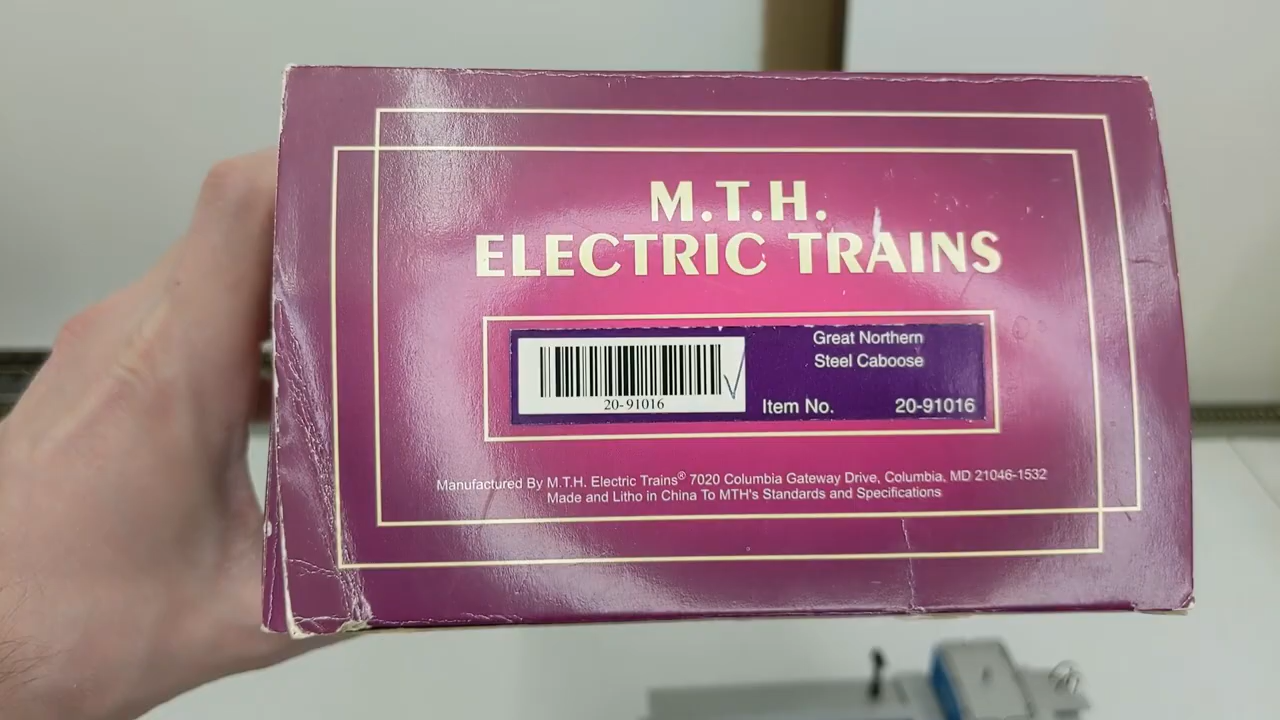 M.T.H.
ELECTRIC TRAINS
20-91016
Great Northern
Steel Caboose
Item No. 20-91016
Manufactured By M.T.H. Electric Trains® 7020 Columbia Gateway Drive, Columbia, MD 21046-1532
Made and Litho in China To MTH's Standards and Specifications